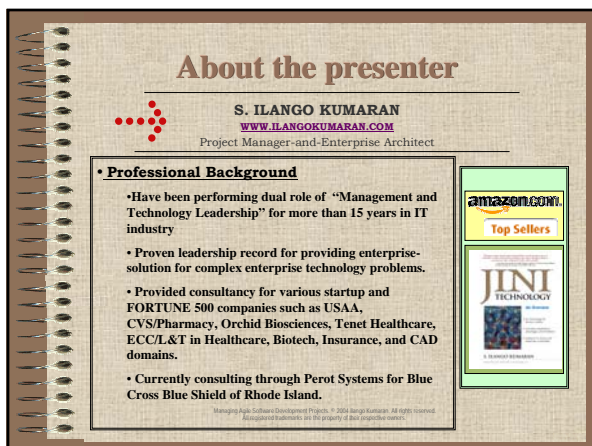 About the presenter
S. ILANGO KUMARAN
WWW.ILANGOKUMARAN.COM
Project Manager-and-Enterprise Architect
• Professional Background
•Have been performing dual role of “Management and
Technology Leadership” for more than 15 years in IT
industry
• Proven leadership record for providing enterprise-
solution for complex enterprise technology problems.
• Provided consultancy for various startup and
FORTUNE 500 companies such as USAA,
CVS/Pharmacy, Orchid Biosciences, Tenet Healthcare,
ECC/L&T in Healthcare, Biotech, Insurance, and CAD
domains.
• Currently consulting through Perot Systems for Blue
Cross Blue Shield of Rhode Island.
amazon.com.
Top Sellers
JINI
TECHNOLOGY
S. ILANGO KUMARAN
Managing Agile Software Development Projects. © 2004 Ilango Kumaran. All rights reserved.
All registered trademarks are the property of their respective owners.